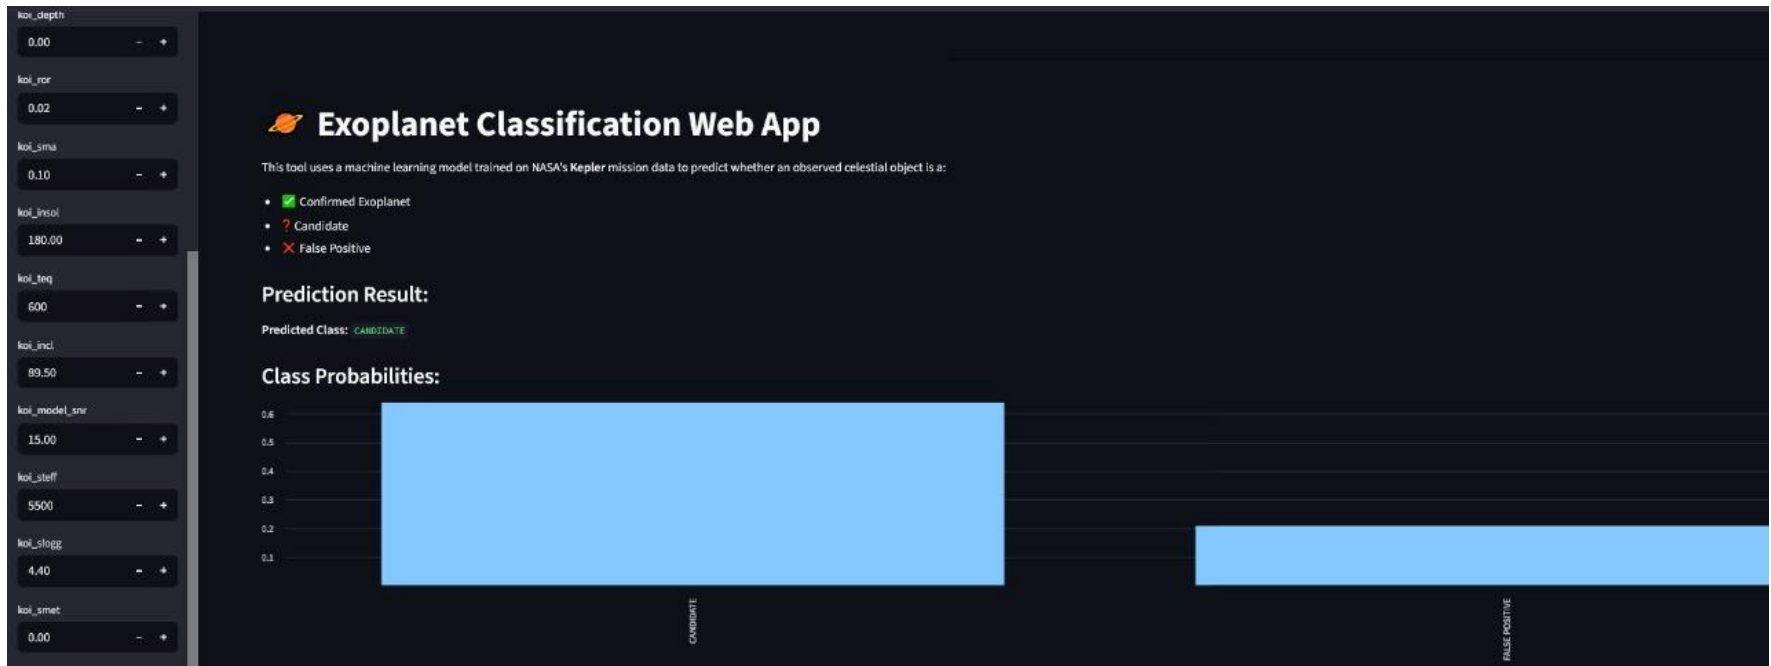 koi_depth
0.00 - +
koi_ror
0.02 - +
koi_sma
0.10 - +
koi_insol
180.00 - +
koi_teq
600 - +
koi_incl
89.50 - +
koi_model_snr
15.00 - +
koi_steff
5500 - +
koi_slogg
4.40 - +
koi_smet
0.00 - +
Exoplanet Classification Web App
This tool uses a machine learning model trained on NASA's Kepler mission data to predict whether an observed celestial object is a:
• ✅ Confirmed Exoplanet
• ❓ Candidate
• ❌ False Positive
Prediction Result:
Predicted Class: CANDIDATE
Class Probabilities:
0.6
0.5
0.4
0.3
0.2
0.1
CANDIDATE
FALSE POSITIVE